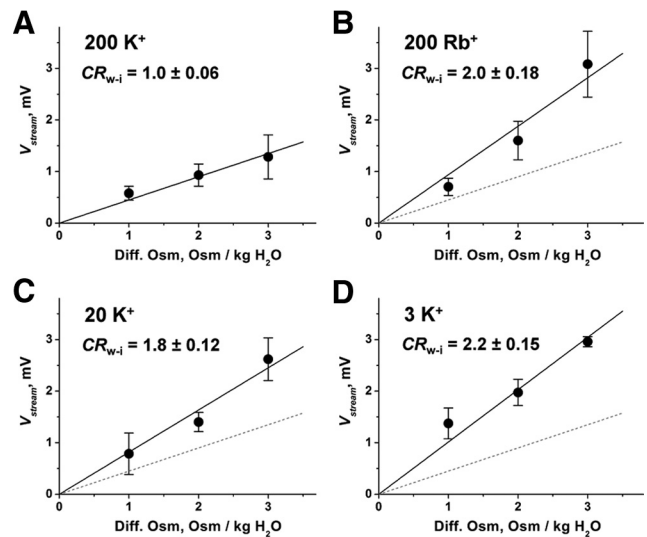 A
200 K⁺
CRw-i = 1.0 ± 0.06
Vstream, mV
3
2
1
0
0 1 2 3
Diff. Osm, Osm / kg H₂O
B
200 Rb⁺
CRw-i = 2.0 ± 0.18
Vstream, mV
3
2
1
0
0 1 2 3
Diff. Osm, Osm / kg H₂O
C
20 K⁺
CRw-i = 1.8 ± 0.12
Vstream, mV
3
2
1
0
0 1 2 3
Diff. Osm, Osm / kg H₂O
D
3 K⁺
CRw-i = 2.2 ± 0.15
Vstream, mV
3
2
1
0
0 1 2 3
Diff. Osm, Osm / kg H₂O